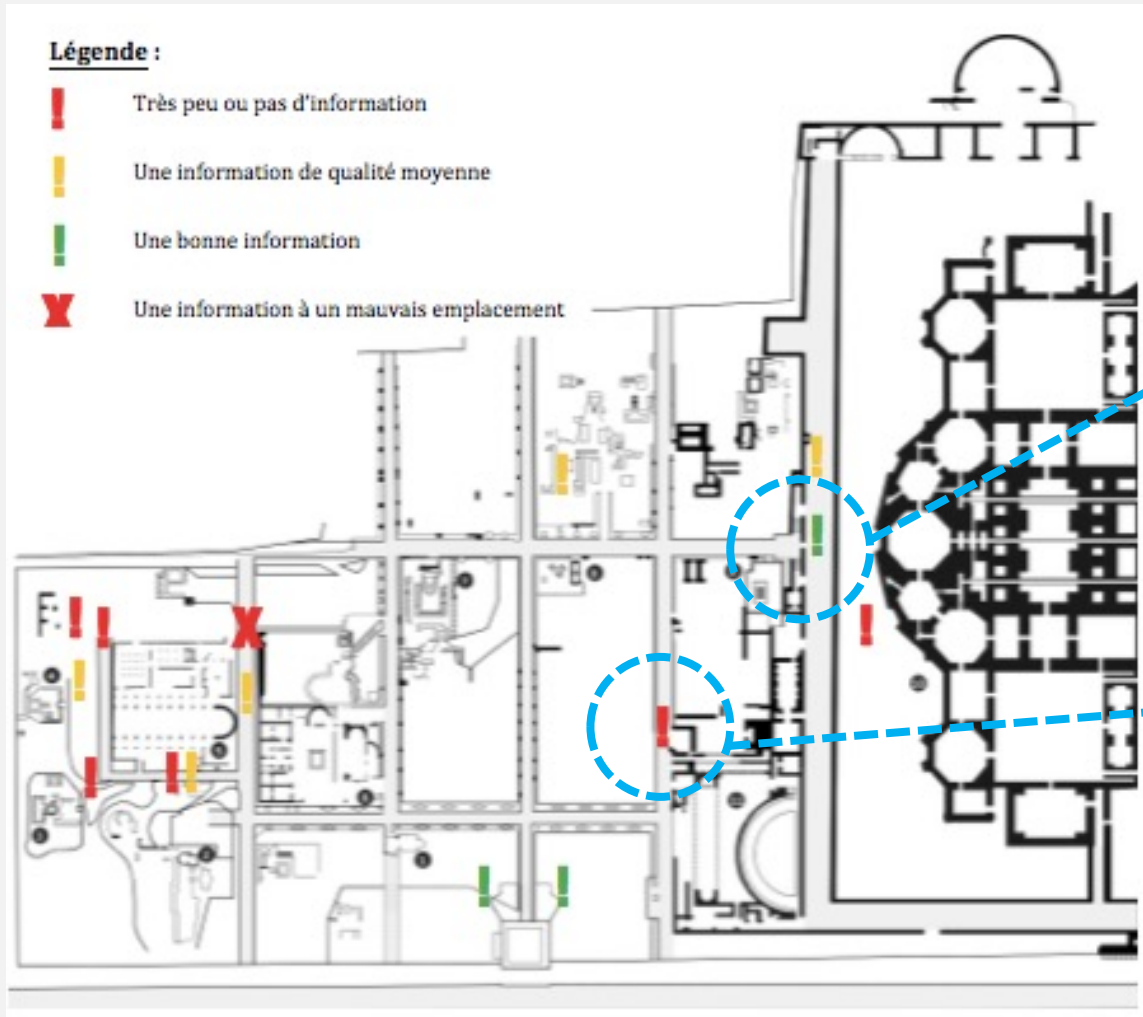 Légende :
Très peu ou pas d'information
Une information de qualité moyenne
Une bonne information
Une information à un mauvais emplacement